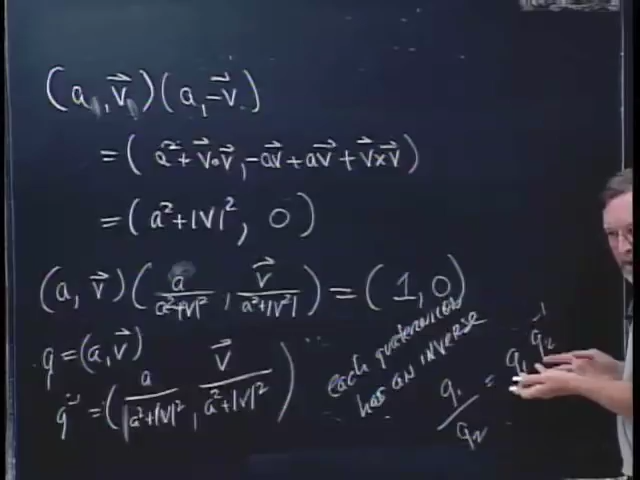 (a, v⃗)(a, -v⃗)
= (a² + v⃗∘v⃗, -av⃗ + av⃗ + v⃗×v⃗)
= (a² + |v|², 0)
(a, v⃗)(a/(a²+|v|²), v⃗/(a²+|v²|)) = (1, 0)
q = (a, v⃗)
q⁻¹ = (a/(a²+|v|²), v⃗/(a²+|v|²))
each quaternion
has an inverse
q₁/q₂ = q₁ q₂⁻¹